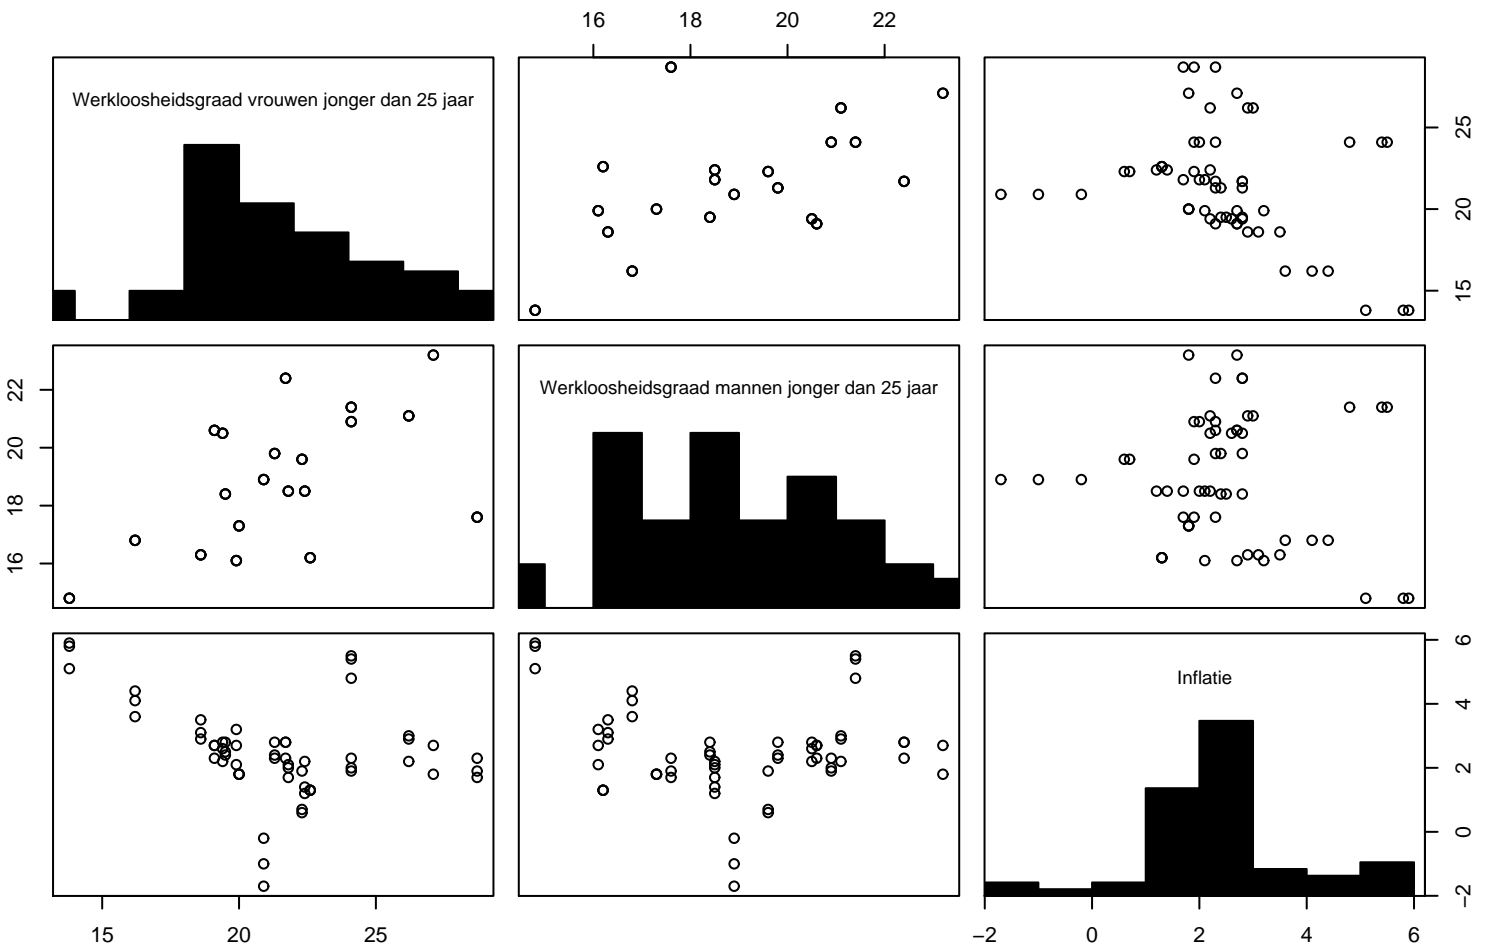 16 18 20 22
Werkloosheidsgraad vrouwen jonger dan 25 jaar
15 20 25
Werkloosheidsgraad mannen jonger dan 25 jaar
16 18 20 22
Inflatie
−2 0 2 4 6
15 20 25
−2 0 2 4 6